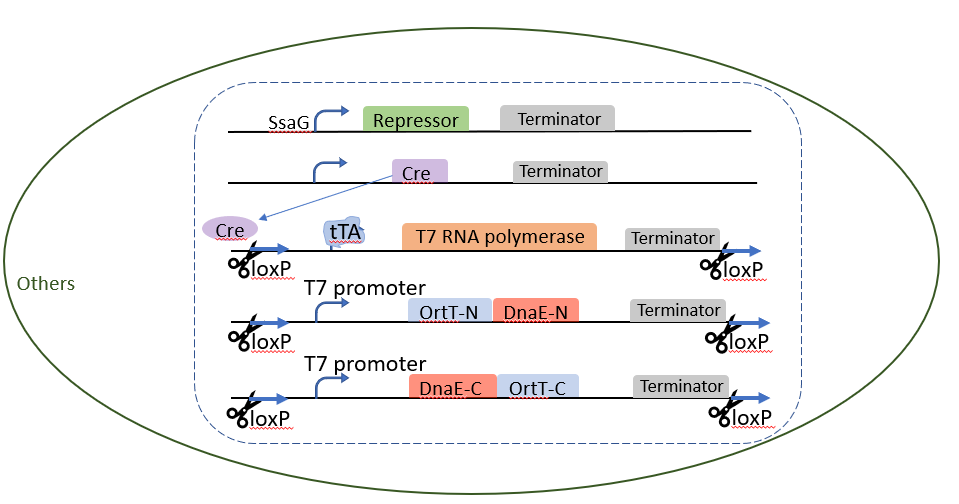 SsaG Repressor Terminator
Cre Terminator
Cre tTA T7 RNA polymerase Terminator
loxP loxP
Others
T7 promoter
OrtT-N DnaE-N Terminator
loxP loxP
T7 promoter
DnaE-C OrtT-C Terminator
loxP loxP